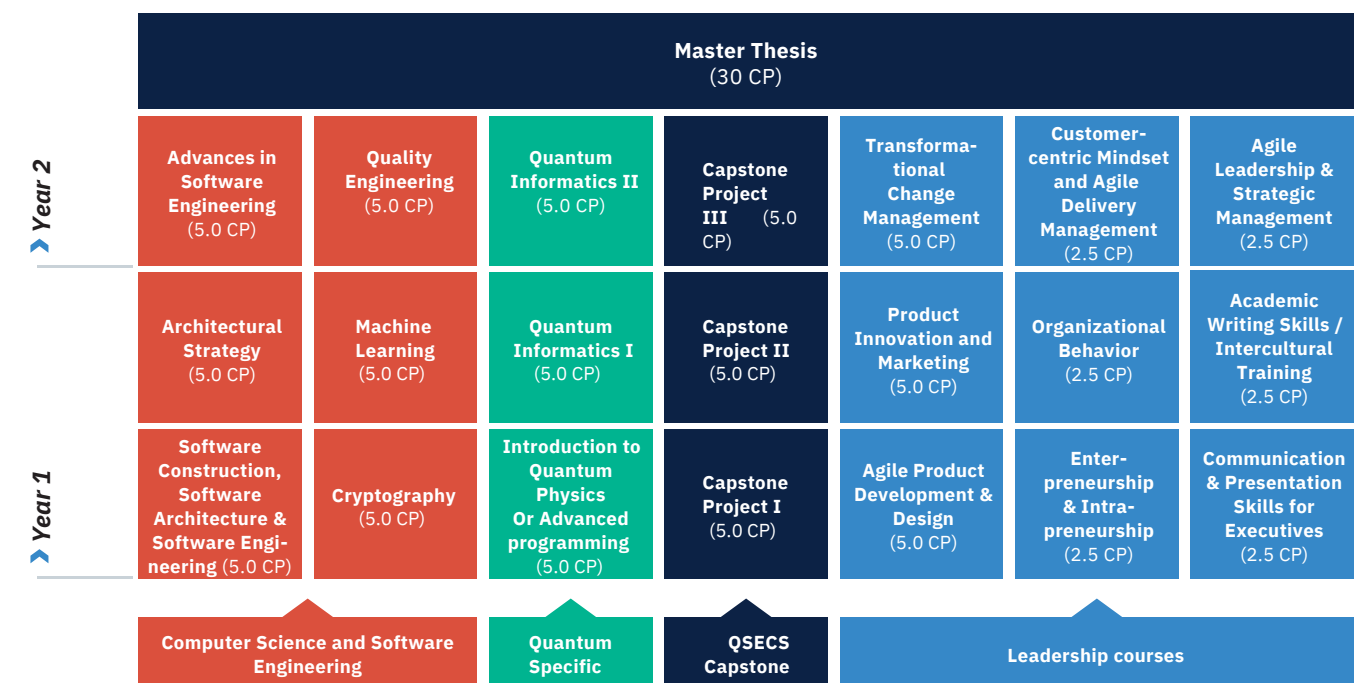 Master Thesis
(30 CP)
Year 2
Advances in
Software
Engineering
(5.0 CP)
Quality
Engineering
(5.0 CP)
Quantum
Informatics II
(5.0 CP)
Capstone
Project
III (5.0
CP)
Transforma-
tional
Change
Management
(5.0 CP)
Customer-
centric Mindset
and Agile
Delivery
Management
(2.5 CP)
Agile
Leadership &
Strategic
Management
(2.5 CP)
Architectural
Strategy
(5.0 CP)
Machine
Learning
(5.0 CP)
Quantum
Informatics I
(5.0 CP)
Capstone
Project II
(5.0 CP)
Product
Innovation and
Marketing
(5.0 CP)
Organizational
Behavior
(2.5 CP)
Academic
Writing Skills /
Intercultural
Training
(2.5 CP)
Year 1
Software
Construction,
Software
Architecture &
Software Engi-
neering (5.0 CP)
Cryptography
(5.0 CP)
Introduction to
Quantum
Physics
Or Advanced
programming
(5.0 CP)
Capstone
Project I
(5.0 CP)
Agile Product
Development &
Design
(5.0 CP)
Enter-
preneurship
& Intra-
preneurship
(2.5 CP)
Communication
& Presentation
Skills for
Executives
(2.5 CP)
Computer Science and Software
Engineering
Quantum
Specific
QSECS
Capstone
Leadership courses